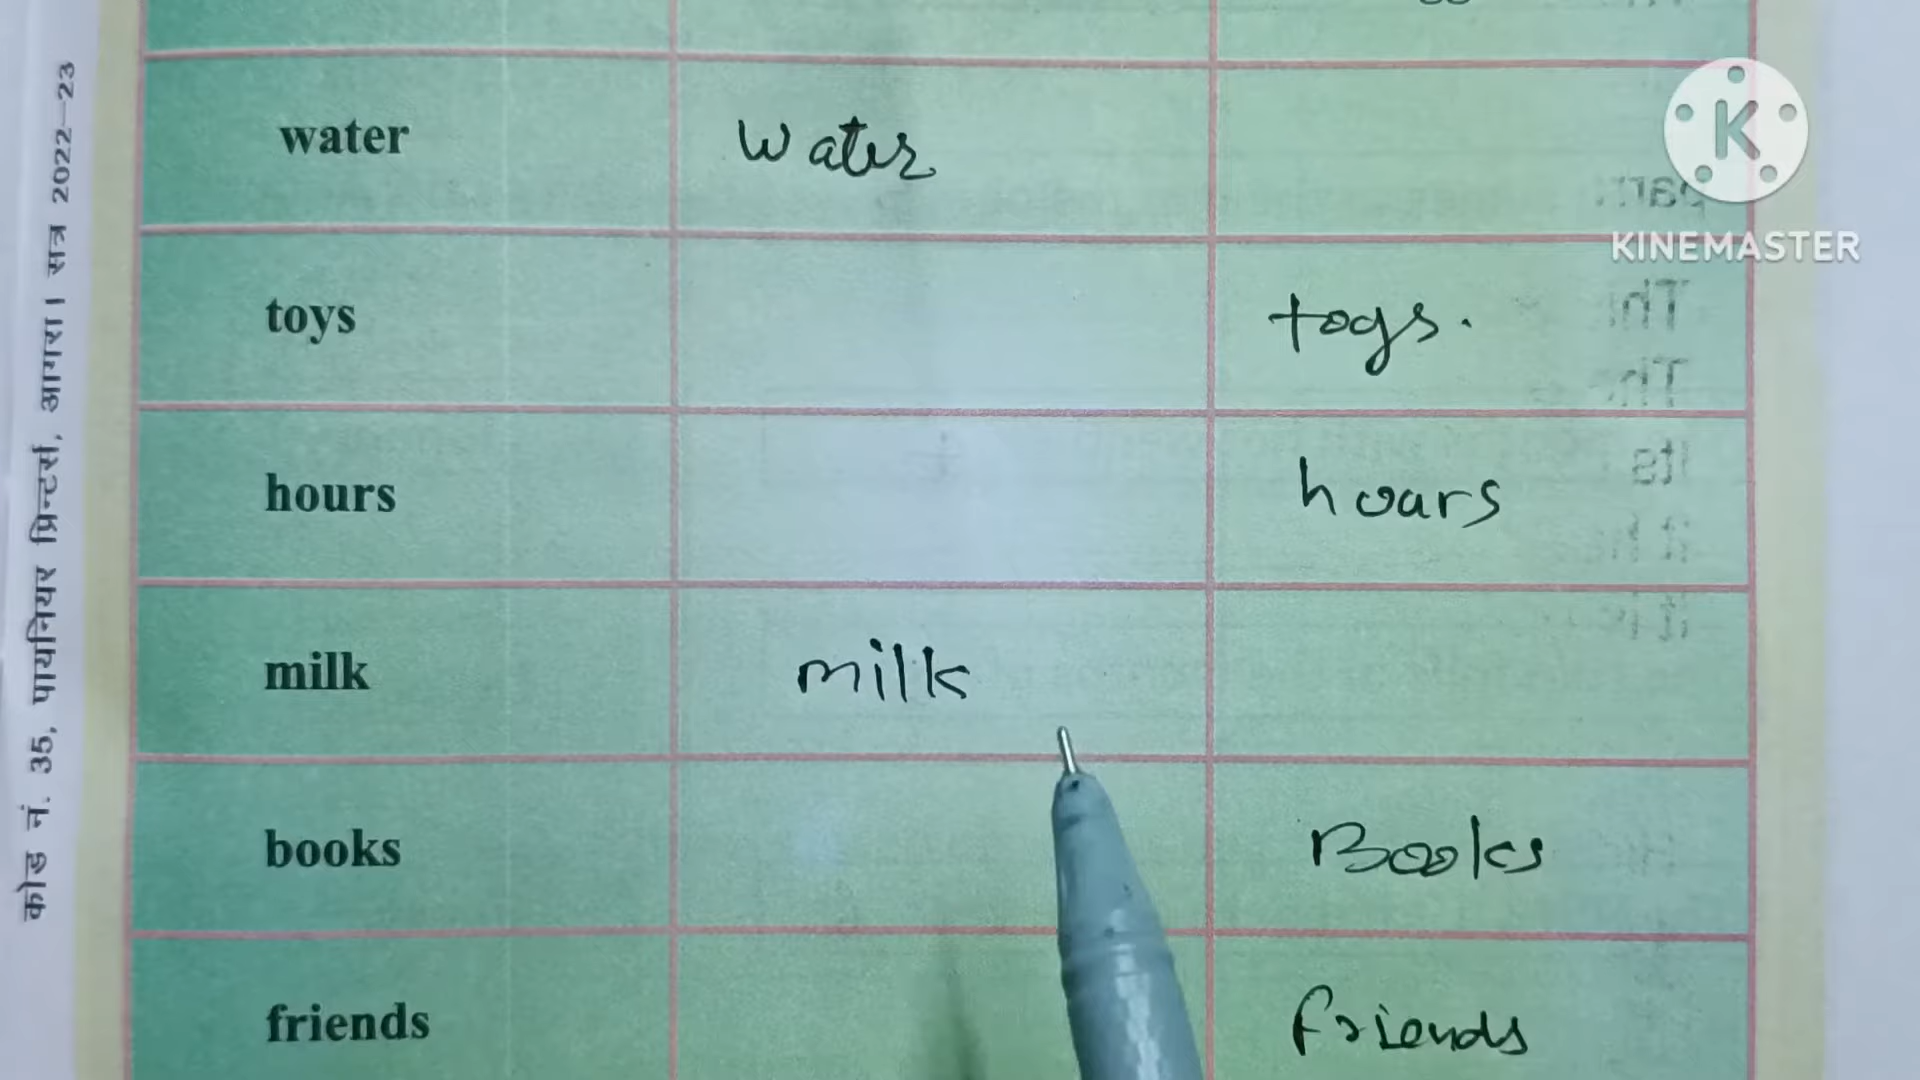 water water
toys toys.
hours hours
milk milk
books Books
friends friends
कोड नं. 35, पायनियर प्रिन्टर्स, आगरा। सत्र 2022–23
KINEMASTER
K